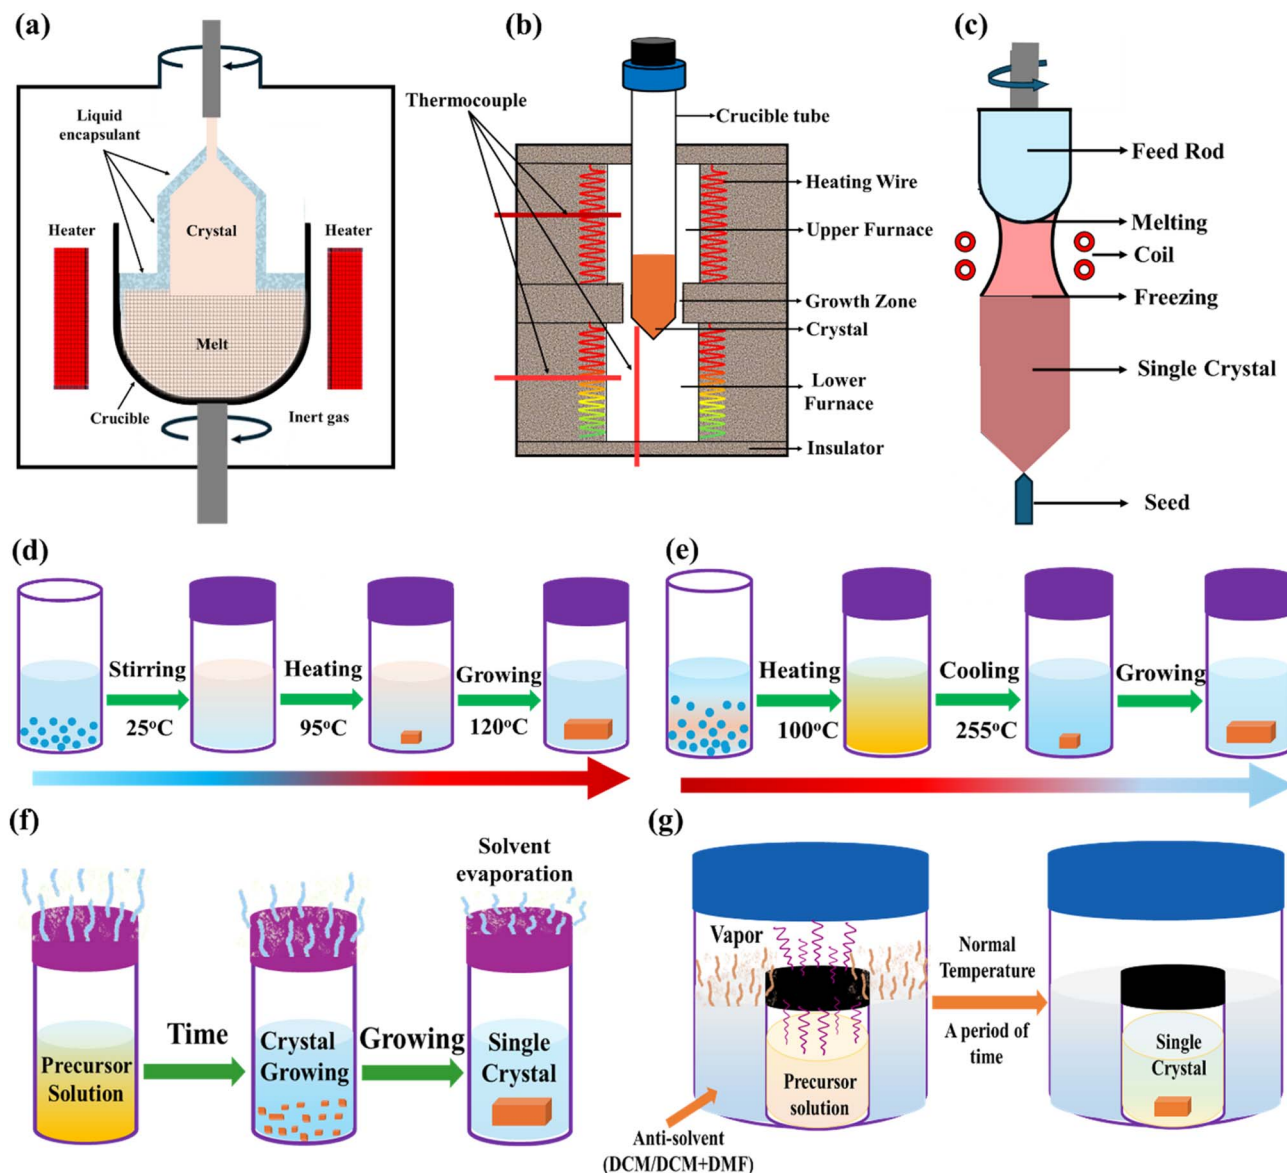 (a)
Liquid
encapsulant
Crystal
Heater
Heater
Melt
Crucible
Inert gas
(b)
Thermocouple
Crucible tube
Heating Wire
Upper Furnace
Growth Zone
Crystal
Lower
Furnace
Insulator
(c)
Feed Rod
Melting
Coil
Freezing
Single Crystal
Seed
(d)
Stirring
25°C
Heating
95°C
Growing
120°C
(e)
Heating
100°C
Cooling
255°C
Growing
(f)
Solvent
evaporation
Precursor
Solution
Time
Crystal
Growing
Growing
Single
Crystal
(g)
Vapor
Precursor
solution
Anti-solvent
(DCM/DCM+DMF)
Normal
Temperature
A period of
time
Single
Crystal